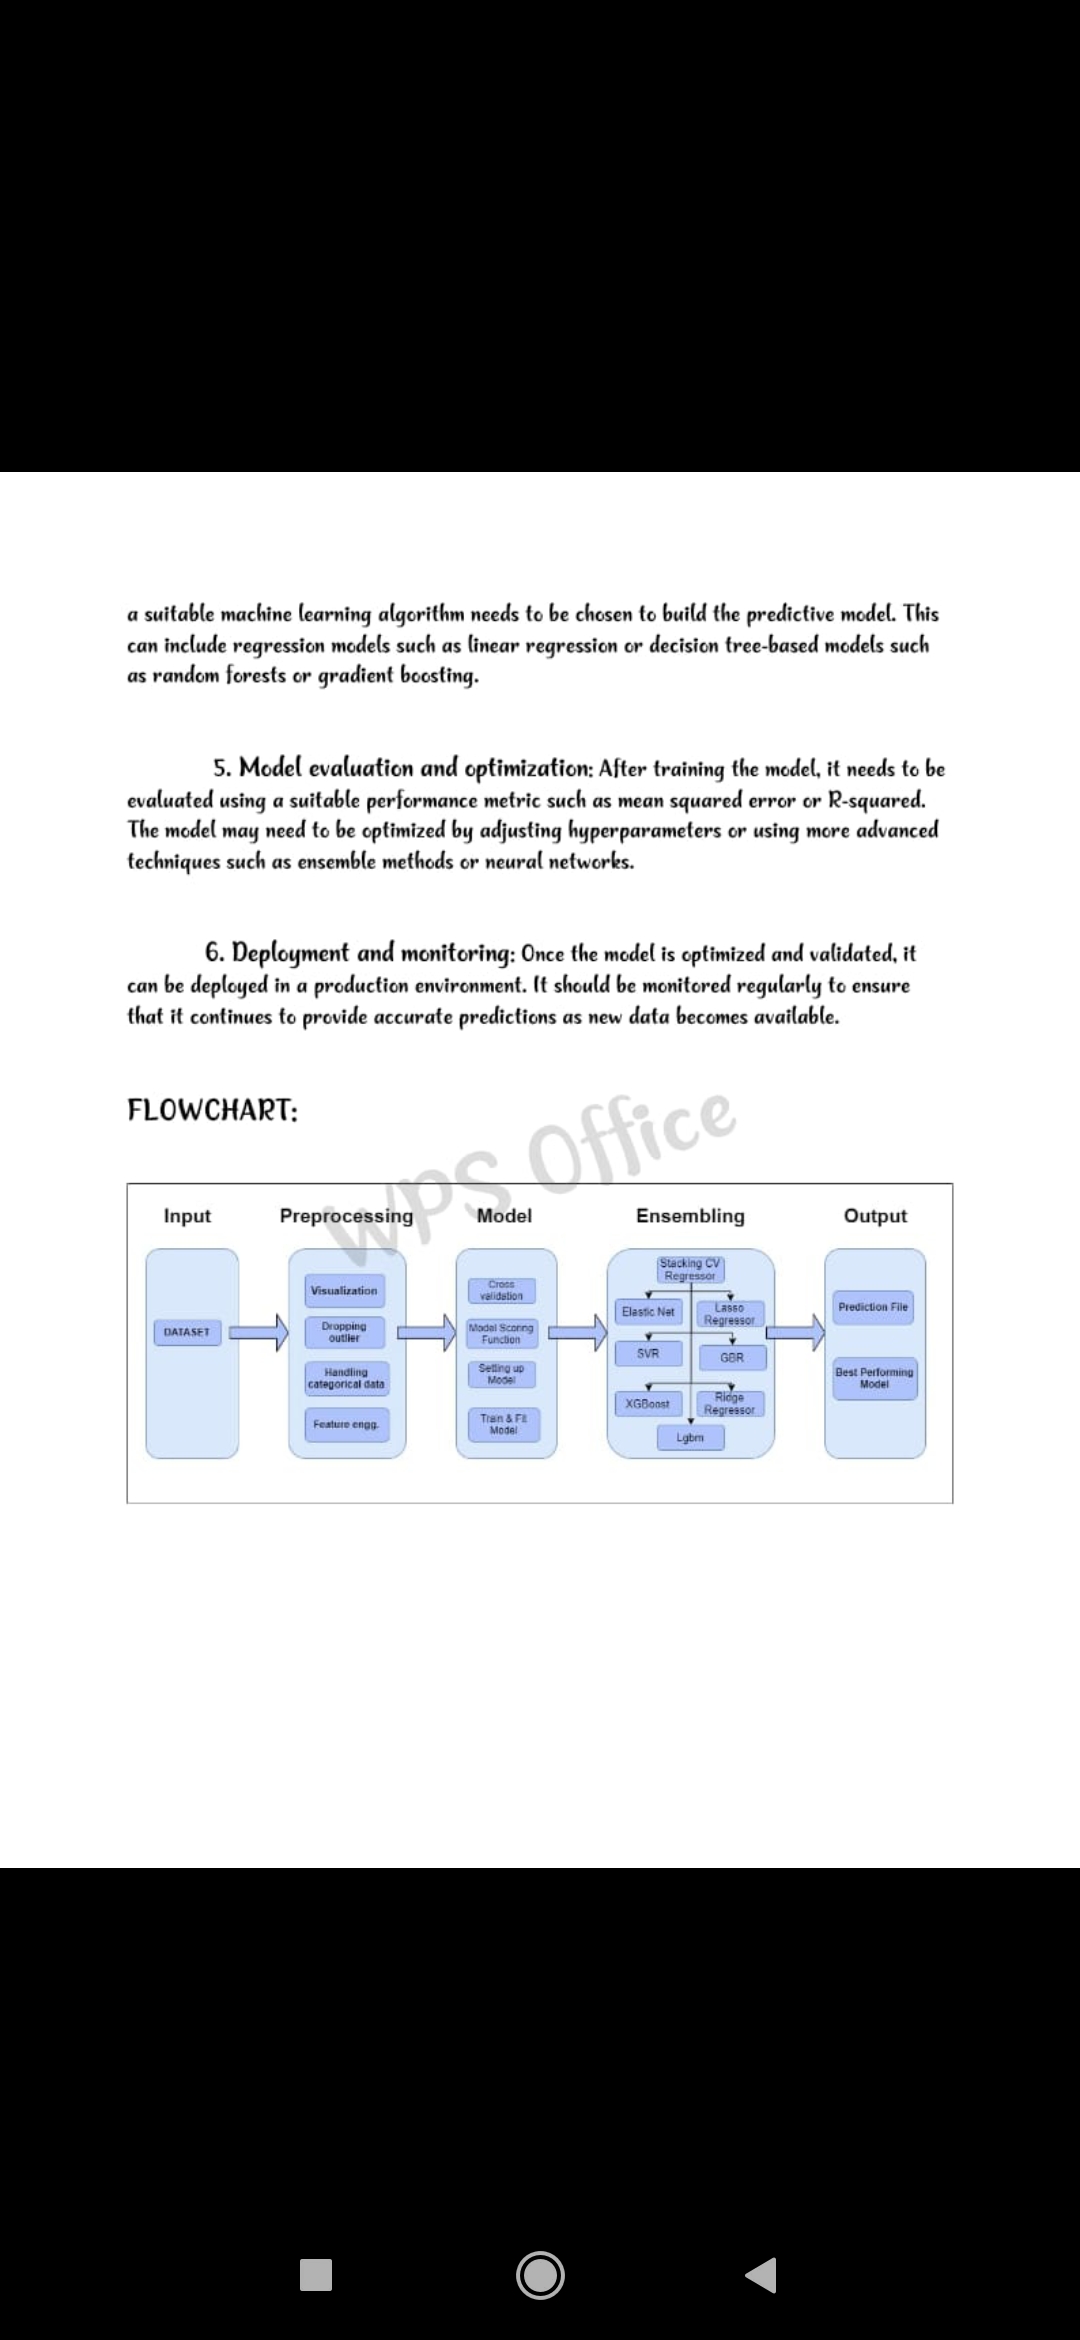 a suitable machine learning algorithm needs to be chosen to build the predictive model. This
can include regression models such as linear regression or decision tree-based models such
as random forests or gradient boosting.
5. Model evaluation and optimization: After training the model, it needs to be
evaluated using a suitable performance metric such as mean squared error or R-squared.
The model may need to be optimized by adjusting hyperparameters or using more advanced
techniques such as ensemble methods or neural networks.
6. Deployment and monitoring: Once the model is optimized and validated, it
can be deployed in a production environment. It should be monitored regularly to ensure
that it continues to provide accurate predictions as new data becomes available.
FLOWCHART:
WPS Office
Input
DATASET
Preprocessing
Visualization
Dropping
outlier
Handling
categorical data
Feature engg.
Model
Cross
validation
Model Scoring
Function
Setting up
Model
Train & Fit
Model
Ensembling
Stacking CV
Regressor
Elastic Net
Lasso
Regressor
SVR
GBR
XGBoost
Ridge
Regressor
Lgbm
Output
Prediction File
Best Performing
Model